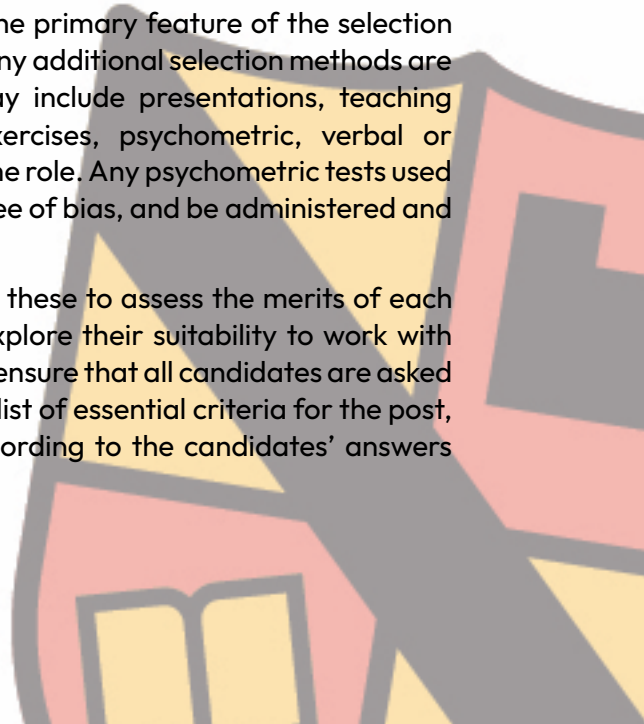 he primary feature of the selection
ny additional selection methods are
ay include presentations, teaching
xercises, psychometric, verbal or
he role. Any psychometric tests used
ee of bias, and be administered and
these to assess the merits of each
xplore their suitability to work with
ensure that all candidates are asked
list of essential criteria for the post,
ording to the candidates’ answers